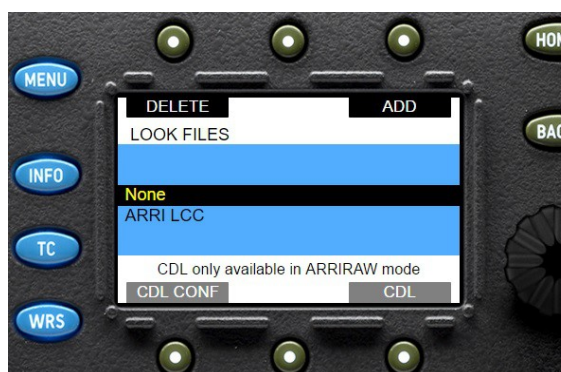 HOM
MENU
DELETE ADD
LOOK FILES
BAC
INFO
None
ARRI LCC
TC
CDL only available in ARRIRAW mode
CDL CONF CDL
WRS